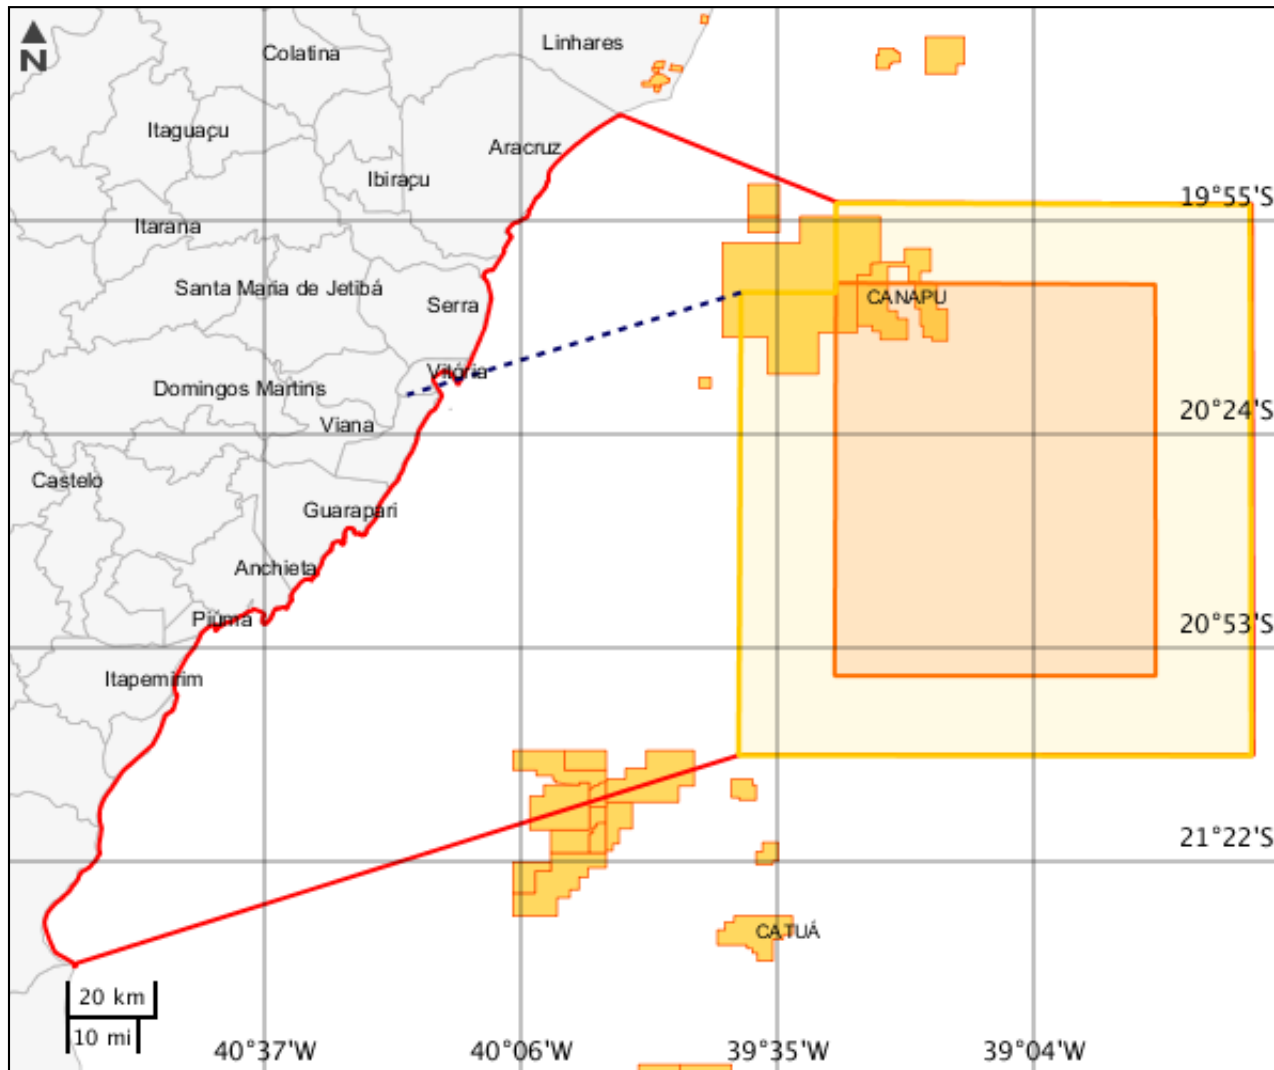 N
Colatina
Linhares
Itaguaçu
Aracruz
Ibiraçu
19°55'S
Itarana
Santa Maria de Jetibá
Serra
CANAPU
Vitória
Domingos Martins
20°24'S
Viana
Castelo
Guarapari
Anchieta
Piúma
20°53'S
Itapemirim
21°22'S
CATUÁ
20 km
10 mi
40°37'W
40°06'W
39°35'W
39°04'W